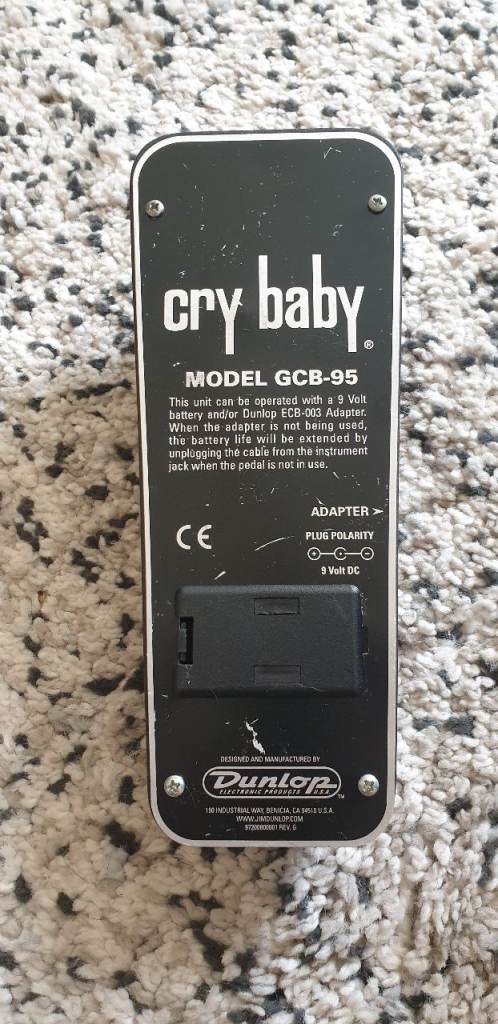 cry baby®
MODEL GCB-95
This unit can be operated with a 9 Volt
battery and/or Dunlop ECB-003 Adapter.
When the adapter is not being used,
the battery life will be extended by
unplugging the cable from the instrument
jack when the pedal is not in use.
ADAPTER ➤
CE
PLUG POLARITY
+ −
9 Volt DC
DESIGNED AND MANUFACTURED BY
Dunlop
ELECTRONIC PRODUCTS U.S.A. ™
150 INDUSTRIAL WAY, BENICIA, CA 94510 U.S.A.
WWW.JIMDUNLOP.COM
97200800001 REV. G